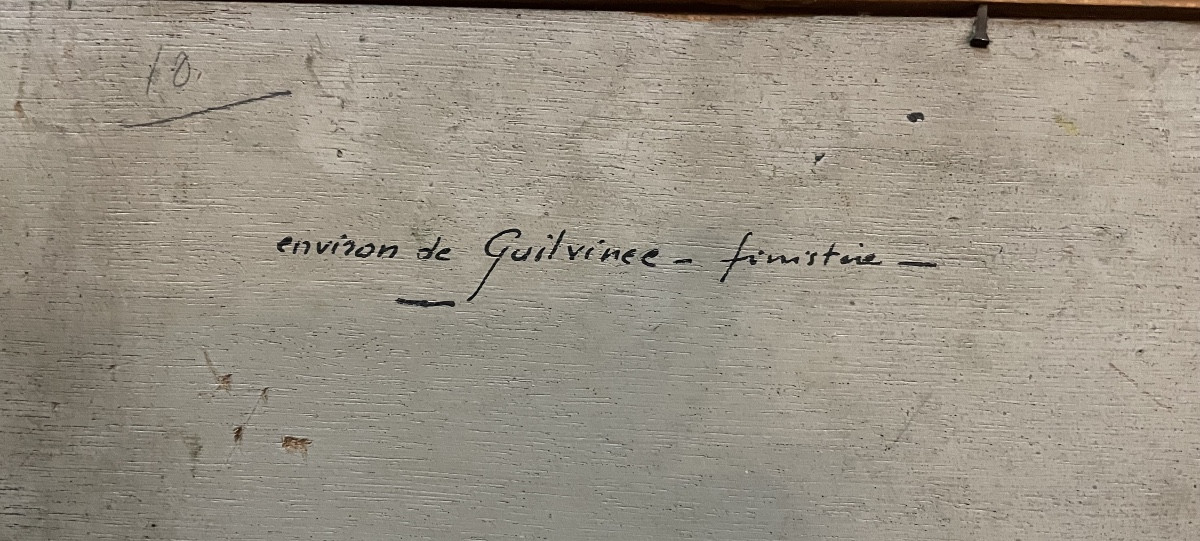 10.
environ de Guilvinec - finistère -